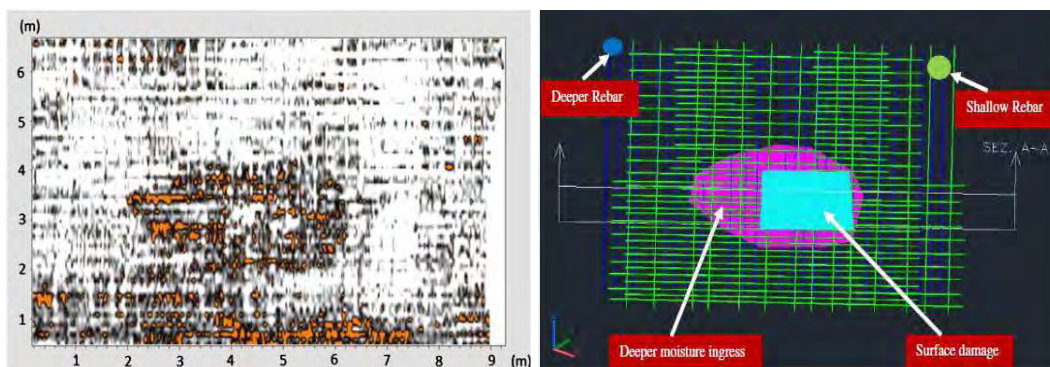 (m)
6
5
4
3
2
1
1 2 3 4 5 6 7 8 9 (m)
Deeper Rebar
Shallow Rebar
SEZ. A-A
Deeper moisture ingress
Surface damage